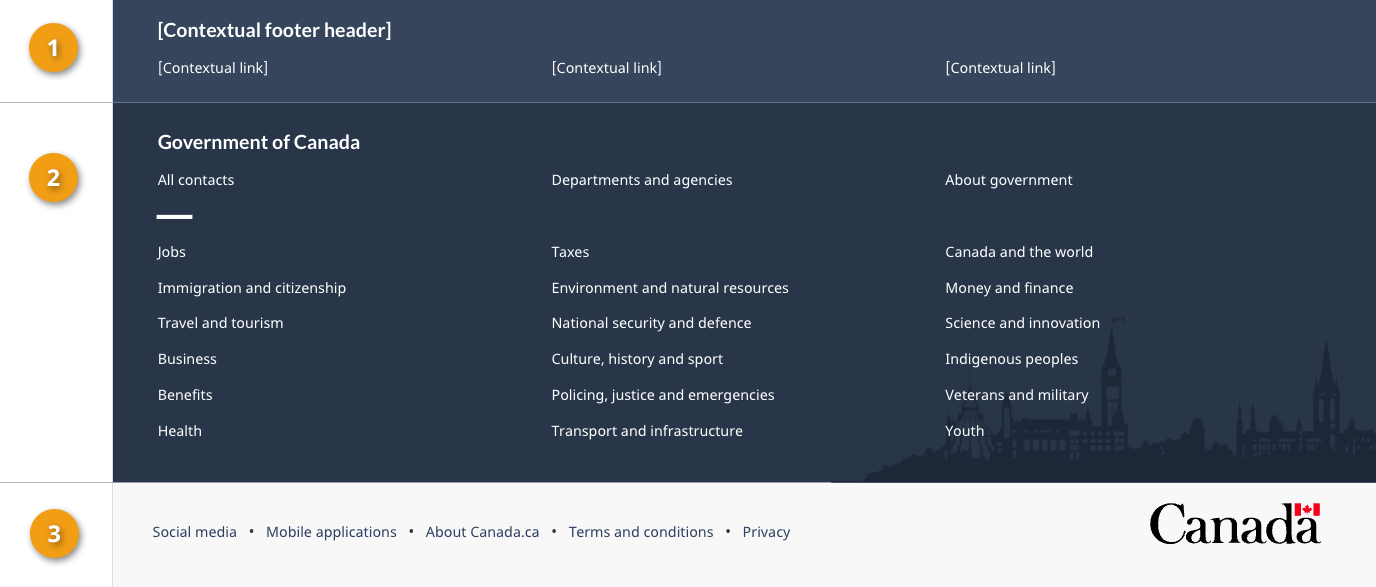 1
[Contextual footer header]
[Contextual link] [Contextual link] [Contextual link]
2
Government of Canada
All contacts Departments and agencies About government
Jobs Taxes Canada and the world
Immigration and citizenship Environment and natural resources Money and finance
Travel and tourism National security and defence Science and innovation
Business Culture, history and sport Indigenous peoples
Benefits Policing, justice and emergencies Veterans and military
Health Transport and infrastructure Youth
3
Social media • Mobile applications • About Canada.ca • Terms and conditions • Privacy
Canada